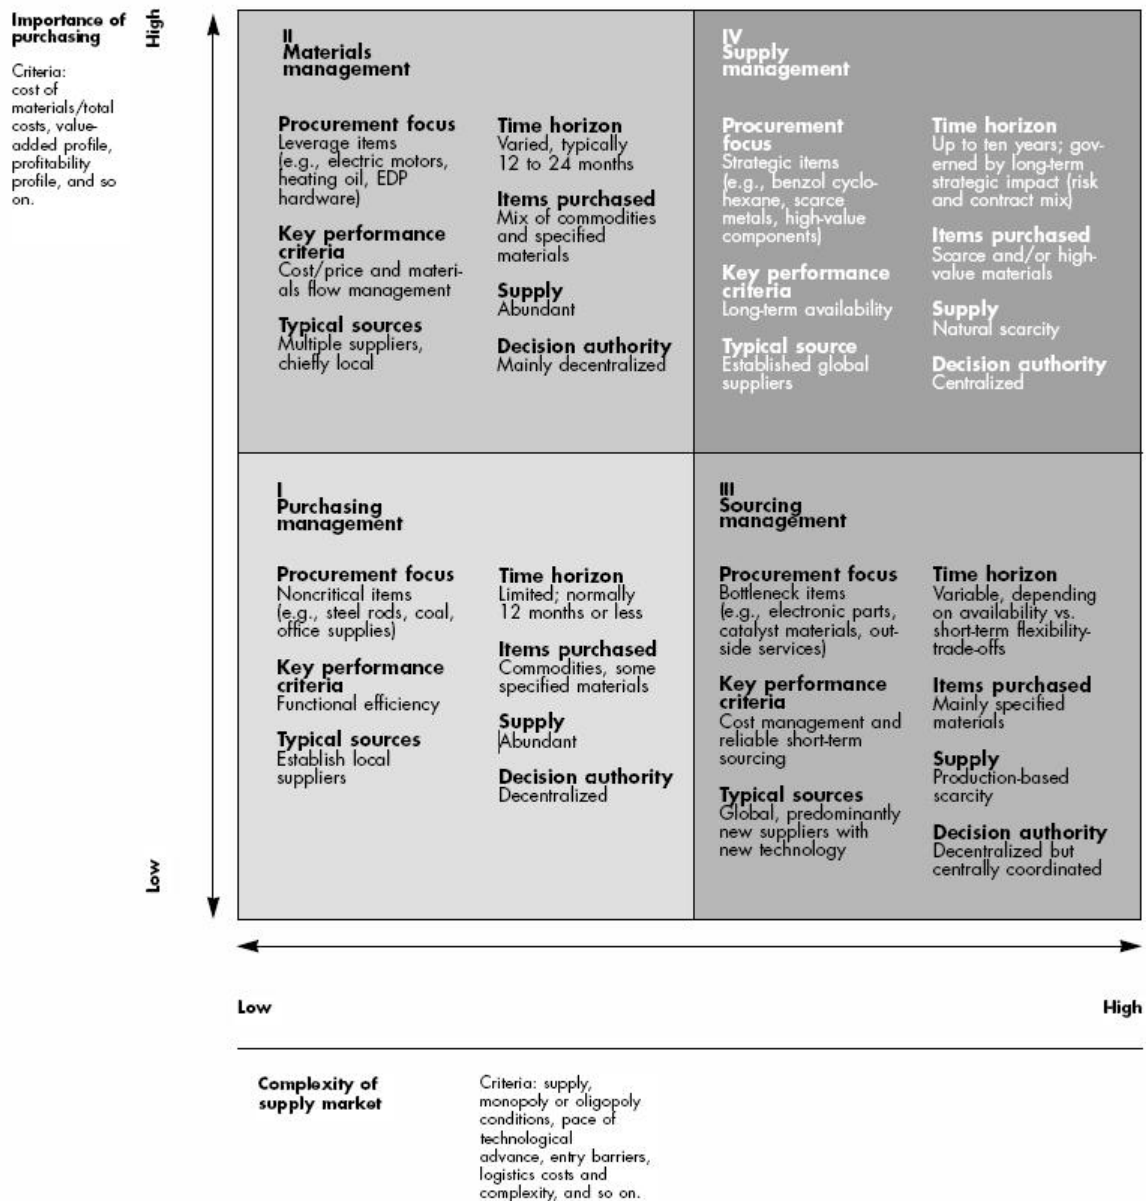 Importance of
purchasing
Criteria:
cost of
materials/total
costs, value-
added profile,
profitability
profile, and so
on.
High
Low
II
Materials
management
Procurement focus
Leverage items
(e.g., electric motors,
heating oil, EDP
hardware)
Key performance
criteria
Cost/price and materi-
als flow management
Typical sources
Multiple suppliers,
chiefly local
Time horizon
Varied, typically
12 to 24 months
Items purchased
Mix of commodities
and specified
materials
Supply
Abundant
Decision authority
Mainly decentralized
IV
Supply
management
Procurement
focus
Strategic items
(e.g., benzol cyclo-
hexane, scarce
metals, high-value
components)
Key performance
criteria
Long-term availability
Typical source
Established global
suppliers
Time horizon
Up to ten years; gov-
erned by long-term
strategic impact (risk
and contract mix)
Items purchased
Scarce and/or high-
value materials
Supply
Natural scarcity
Decision authority
Centralized
I
Purchasing
management
Procurement focus
Noncritical items
(e.g., steel rods, coal,
office supplies)
Key performance
criteria
Functional efficiency
Typical sources
Establish local
suppliers
Time horizon
Limited; normally
12 months or less
Items purchased
Commodities, some
specified materials
Supply
Abundant
Decision authority
Decentralized
III
Sourcing
management
Procurement focus
Bottleneck items
(e.g., electronic parts,
catalyst materials, out-
side services)
Key performance
criteria
Cost management and
reliable short-term
sourcing
Typical sources
Global, predominantly
new suppliers with
new technology
Time horizon
Variable, depending
on availability vs.
short-term flexibility-
trade-offs
Items purchased
Mainly specified
materials
Supply
Production-based
scarcity
Decision authority
Decentralized but
centrally coordinated
Low
High
Complexity of
supply market
Criteria: supply,
monopoly or oligopoly
conditions, pace of
technological
advance, entry barriers,
logistics costs and
complexity, and so on.